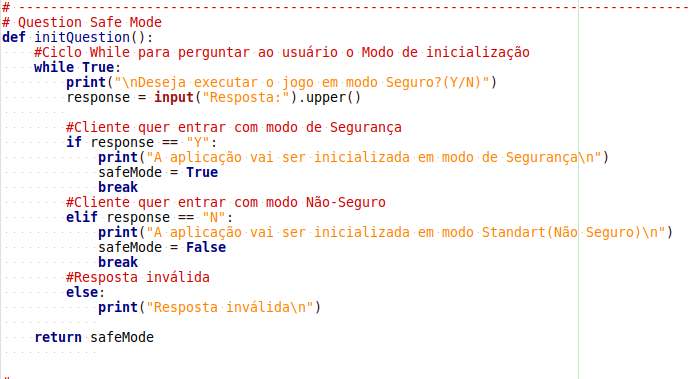 # -----------------------------------------------------------------------------------
# Question Safe Mode
def initQuestion():
    #Ciclo While para perguntar ao usuário o Modo de inicialização
    while True:
        print("\nDeseja executar o jogo em modo Seguro?(Y/N)")
        response = input("Resposta:").upper()

        #Cliente quer entrar com modo de Segurança
        if response == "Y":
            print("A aplicação vai ser inicializada em modo de Segurança\n")
            safeMode = True
            break
        #Cliente quer entrar com modo Não-Seguro
        elif response == "N":
            print("A aplicação vai ser inicializada em modo Standart(Não Seguro)\n")
            safeMode = False
            break
        #Resposta inválida
        else:
            print("Resposta inválida\n")

    return safeMode